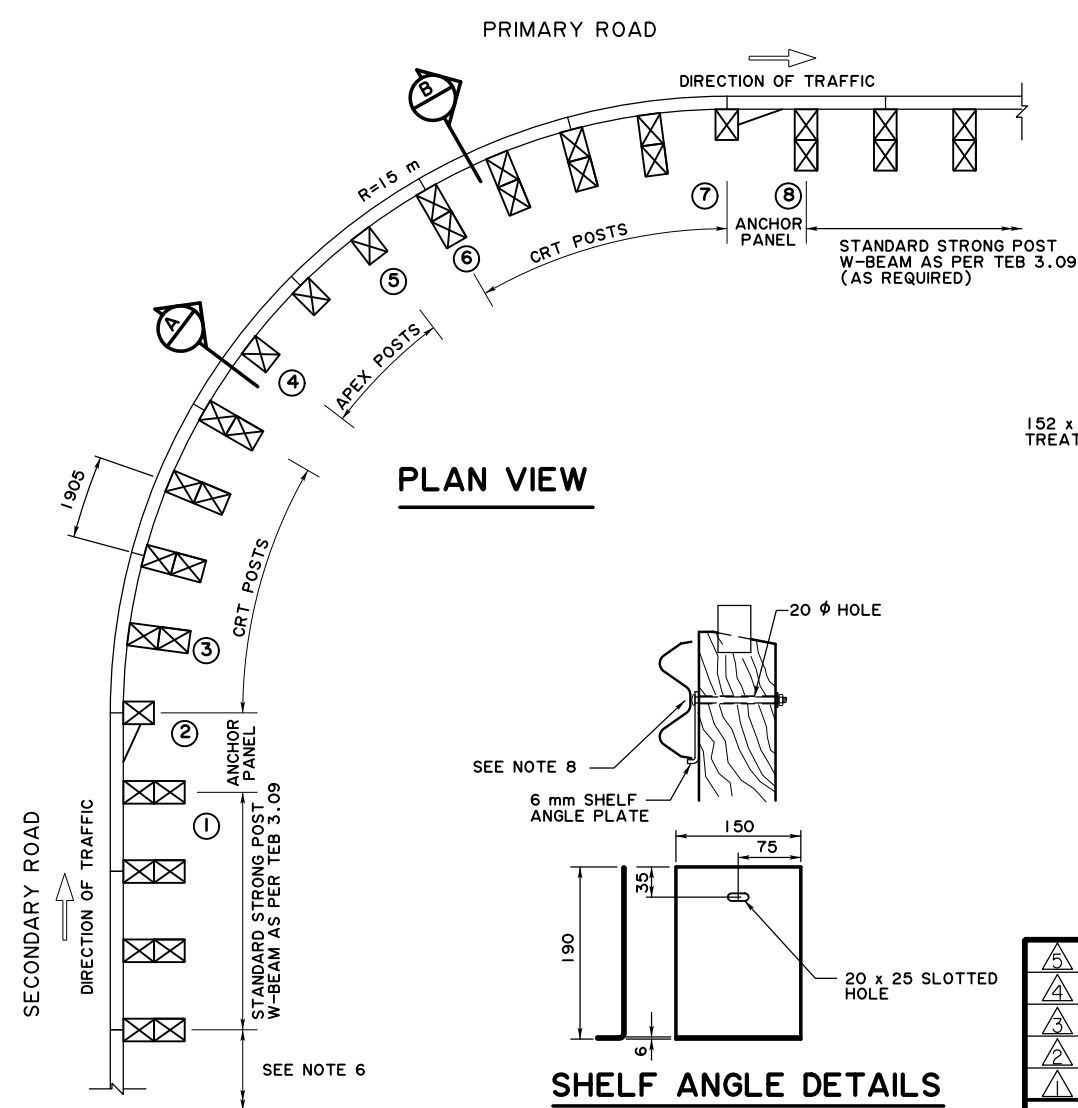 PRIMARY ROAD
DIRECTION OF TRAFFIC
B
R=15 m
7
8
ANCHOR
PANEL
STANDARD STRONG POST
W-BEAM AS PER TEB 3.09
(AS REQUIRED)
CRT POSTS
6
5
A
4
APEX POSTS
152 x
TREAT
PLAN VIEW
1905
CRT POSTS
3
20 ϕ HOLE
2
ANCHOR
PANEL
SEE NOTE 8
6 mm SHELF
ANGLE PLATE
1
SECONDARY ROAD
DIRECTION OF TRAFFIC
STANDARD STRONG POST
W-BEAM AS PER TEB 3.09
150
75
35
190
20 x 25 SLOTTED
HOLE
6
SEE NOTE 6
SHELF ANGLE DETAILS
5
4
3
2
1